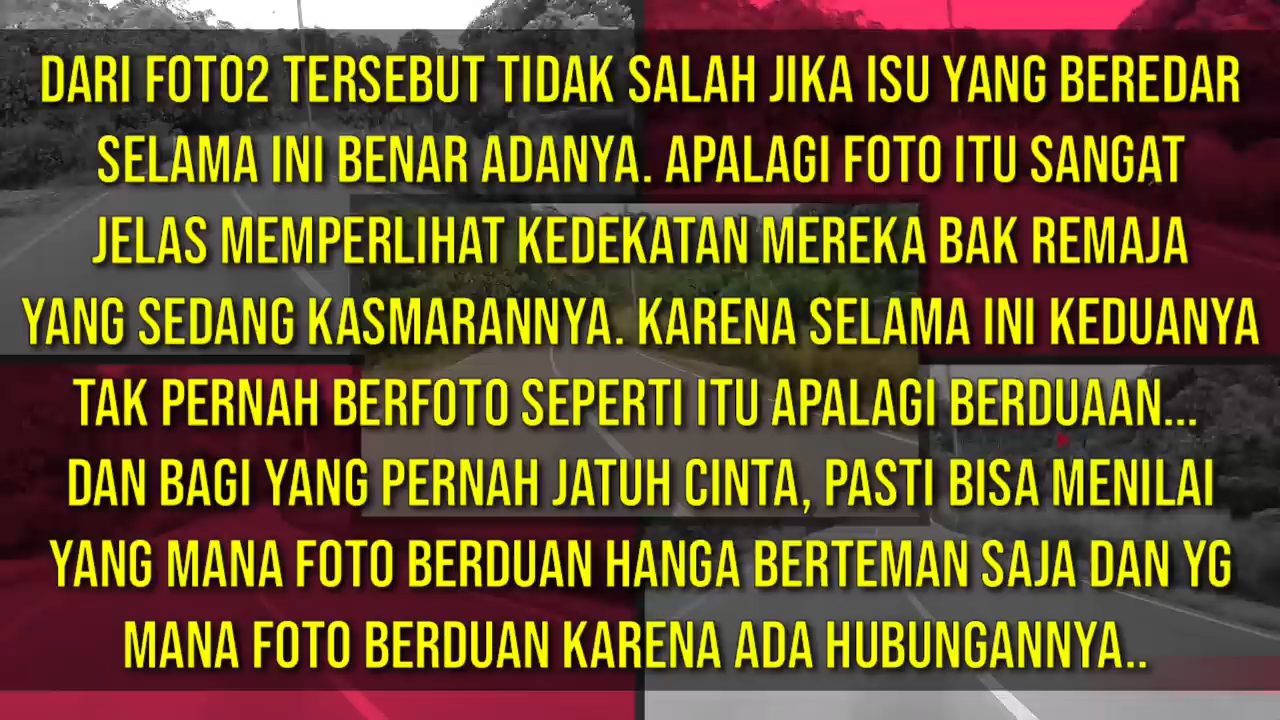 DARI FOTO2 TERSEBUT TIDAK SALAH JIKA ISU YANG BEREDAR
SELAMA INI BENAR ADANYA. APALAGI FOTO ITU SANGAT
JELAS MEMPERLIHAT KEDEKATAN MEREKA BAK REMAJA
YANG SEDANG KASMARANNYA. KARENA SELAMA INI KEDUANYA
TAK PERNAH BERFOTO SEPERTI ITU APALAGI BERDUAAN...
DAN BAGI YANG PERNAH JATUH CINTA, PASTI BISA MENILAI
YANG MANA FOTO BERDUAN HANGA BERTEMAN SAJA DAN YG
MANA FOTO BERDUAN KARENA ADA HUBUNGANNYA..